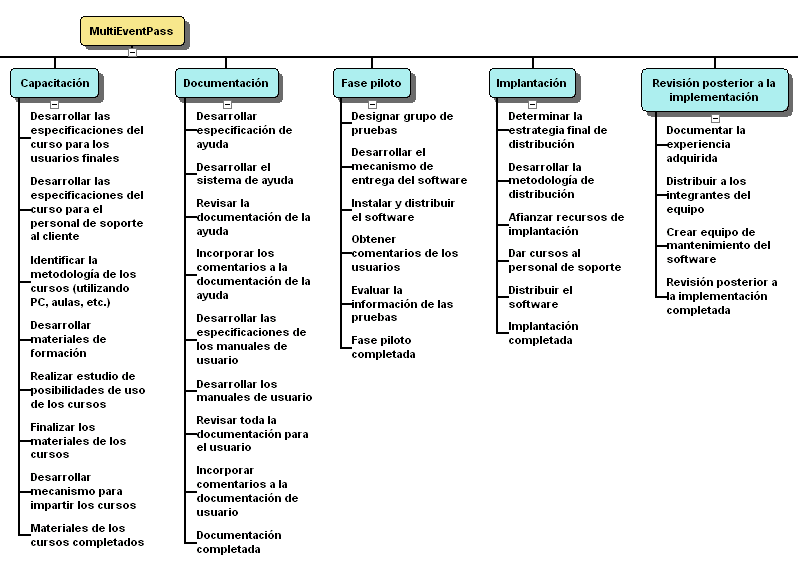 MultiEventPass
Capacitación
Desarrollar las
especificaciones del
curso para los
usuarios finales
Desarrollar las
especificaciones del
curso para el
personal de soporte
al cliente
Identificar la
metodología de los
cursos (utilizando
PC, aulas, etc.)
Desarrollar
materiales de
formación
Realizar estudio de
posibilidades de uso
de los cursos
Finalizar los
materiales de los
cursos
Desarrollar
mecanismo para
impartir los cursos
Materiales de los
cursos completados
Documentación
Desarrollar
especificación de
ayuda
Desarrollar el
sistema de ayuda
Revisar la
documentación de la
ayuda
Incorporar los
comentarios a la
documentación de la
ayuda
Desarrollar las
especificaciones de
los manuales de
usuario
Desarrollar los
manuales de usuario
Revisar toda la
documentación para
el usuario
Incorporar
comentarios a la
documentación de
usuario
Documentación
completada
Fase piloto
Designar grupo de
pruebas
Desarrollar el
mecanismo de
entrega del software
Instalar y distribuir
el software
Obtener
comentarios de los
usuarios
Evaluar la
información de las
pruebas
Fase piloto
completada
Implantación
Determinar la
estrategia final de
distribución
Desarrollar la
metodología de
distribución
Afianzar recursos de
implantación
Dar cursos al
personal de soporte
Distribuir el
software
Implantación
completada
Revisión posterior a la
implementación
Documentar la
experiencia
adquirida
Distribuir a los
integrantes del
equipo
Crear equipo de
mantenimiento del
software
Revisión posterior a
la implementación
completada